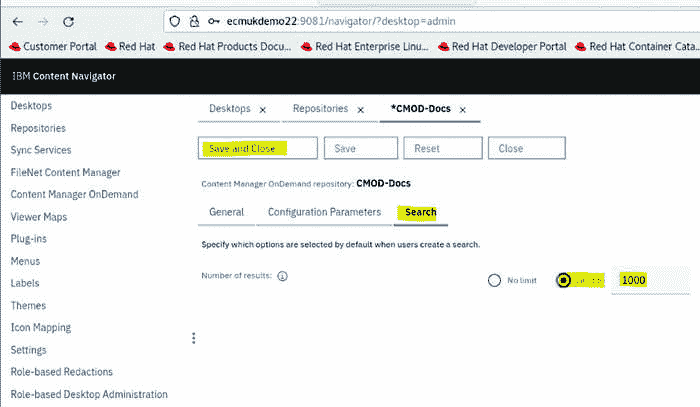 ecmukdemo22:9081/navigator/?desktop=admin
Customer Portal Red Hat Red Hat Products Docu... Red Hat Enterprise Linu... Red Hat Developer Portal Red Hat Container Cata...
IBM Content Navigator
Desktops
Repositories
Sync Services
FileNet Content Manager
Content Manager OnDemand
Viewer Maps
Plug-ins
Menus
Labels
Themes
Icon Mapping
Settings
Role-based Redactions
Role-based Desktop Administration
Desktops Repositories *CMOD-Docs
Save and Close Save Reset Close
Content Manager OnDemand repository: CMOD-Docs
General Configuration Parameters Search
Specify which options are selected by default when users create a search.
Number of results: No limit 1000